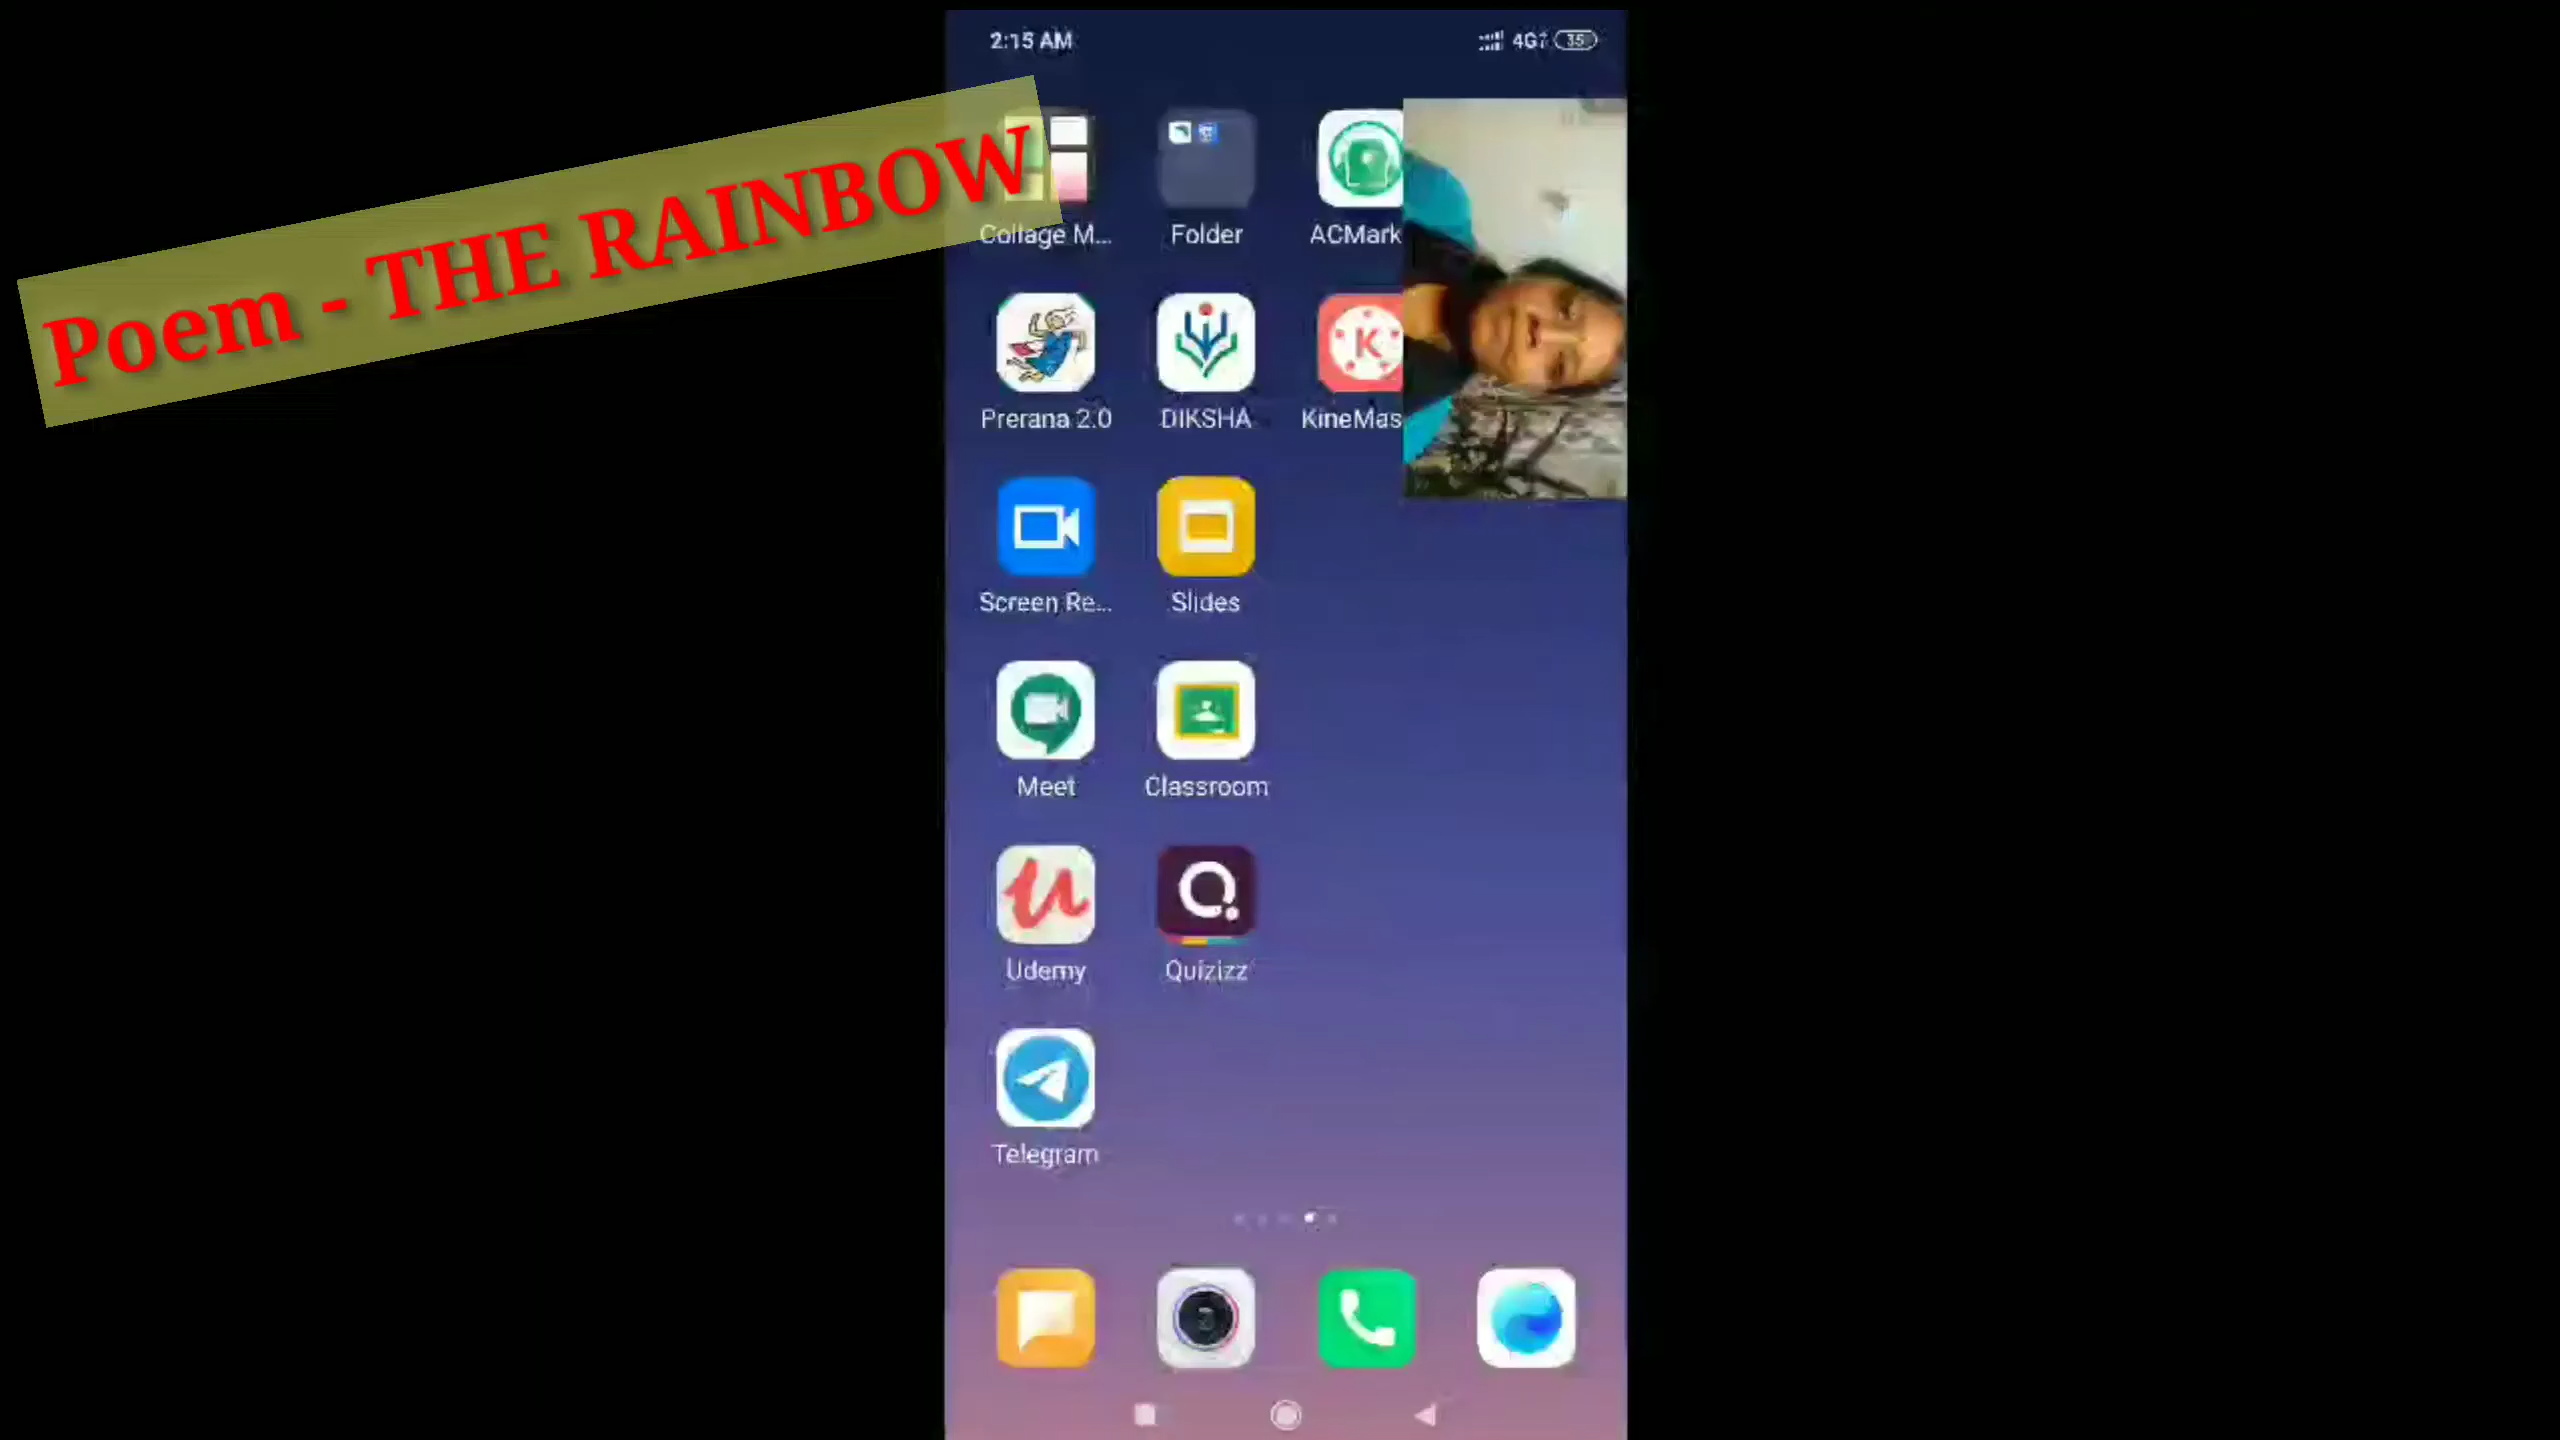 2:15 AM
4G
35
Poem - THE RAINBOW
Collage M...
Folder
ACMark
Prerana 2.0
DIKSHA
KineMas
Screen Re...
Slides
Meet
Classroom
Udemy
Quizizz
Telegram